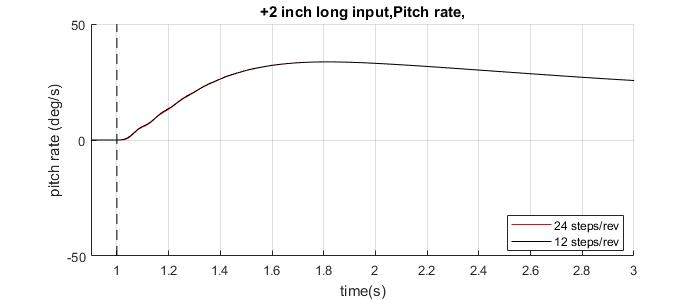 +2 inch long input,Pitch rate,
50
0
-50
pitch rate (deg/s)
24 steps/rev
12 steps/rev
1 1.2 1.4 1.6 1.8 2 2.2 2.4 2.6 2.8 3
time(s)